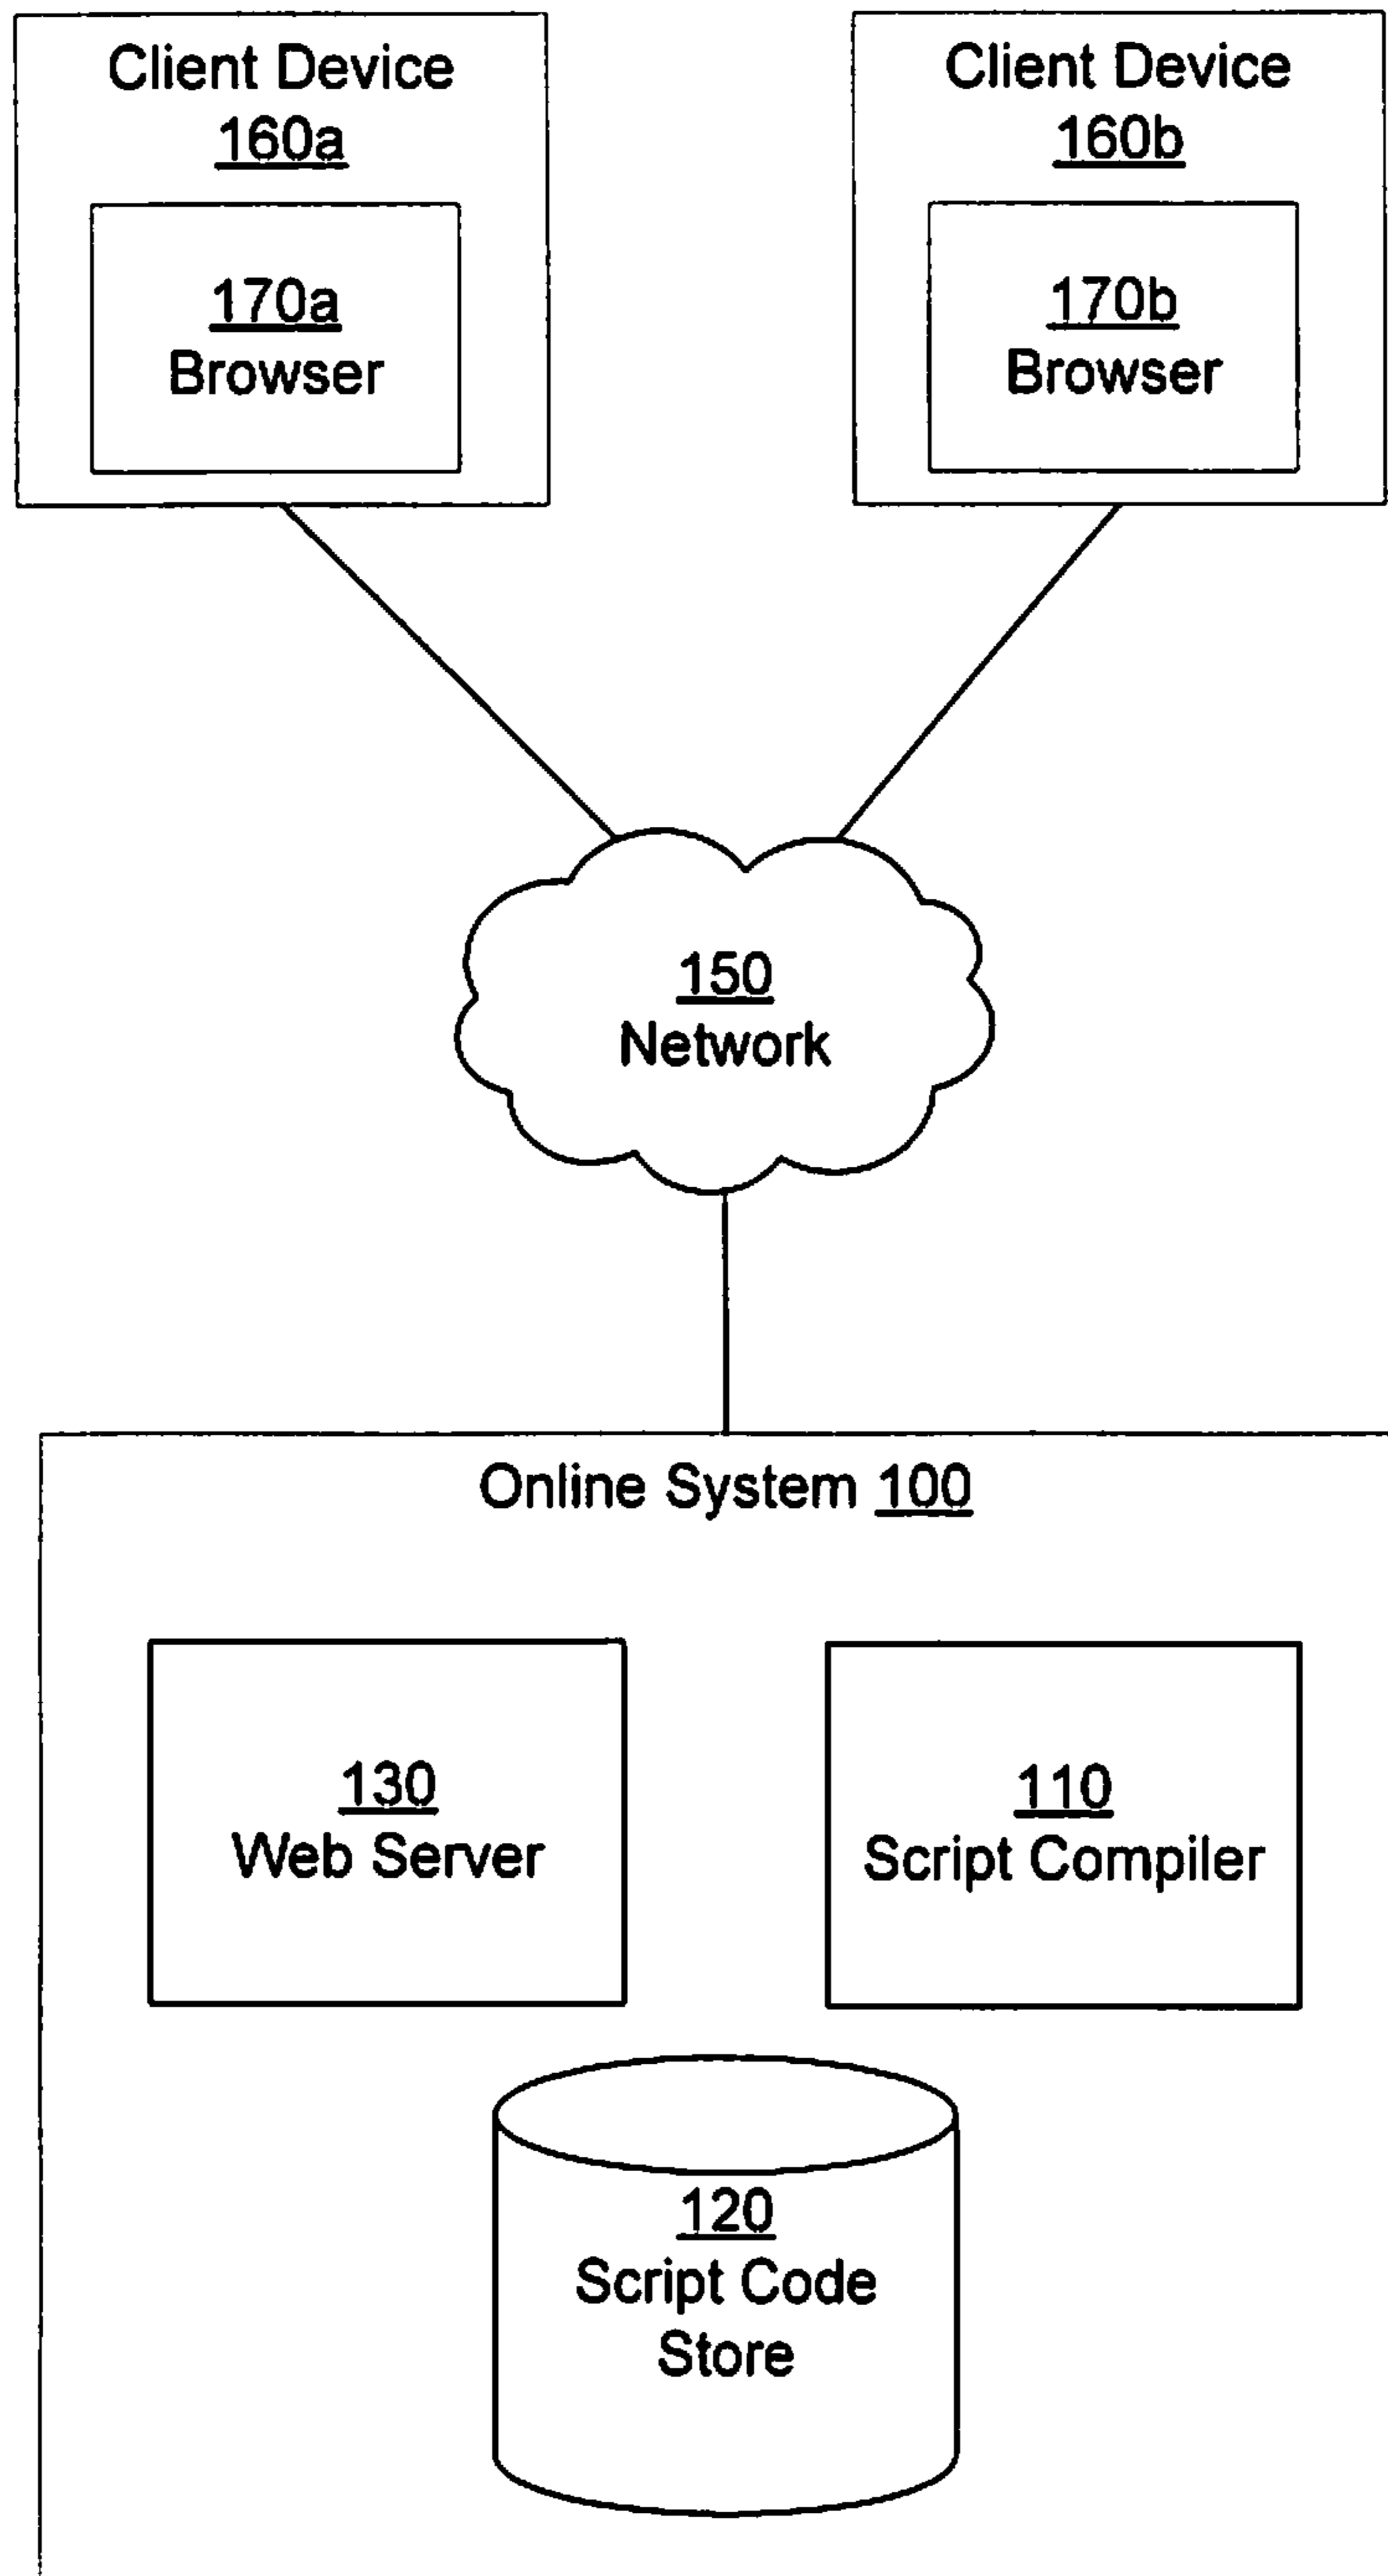 Client Device
160a
170a
Browser
Client Device
160b
170b
Browser
150
Network
Online System 100
130
Web Server
110
Script Compiler
120
Script Code
Store